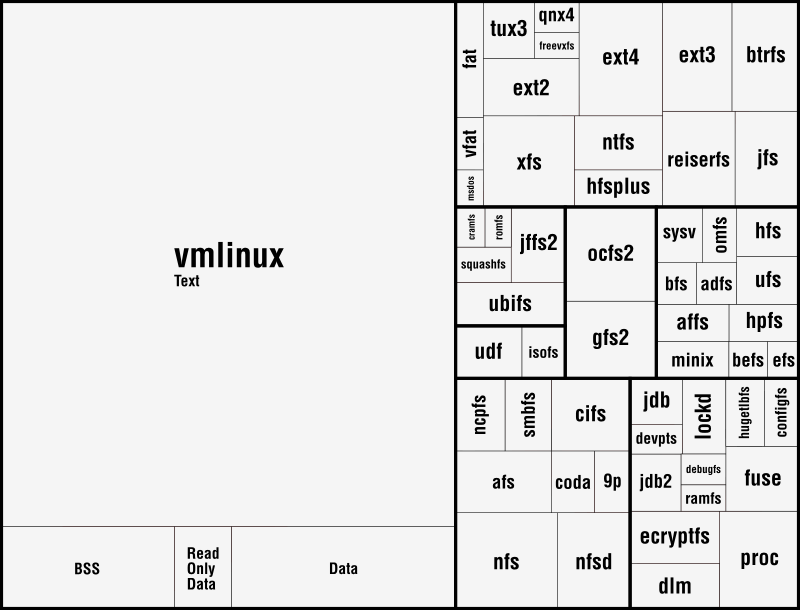 vmlinux
Text
BSS
Read
Only
Data
Data
fat
tux3
qnx4
freevxfs
ext2
ext4
ext3
btrfs
vfat
msdos
xfs
ntfs
hfsplus
reiserfs
jfs
cramfs
romfs
jffs2
squashfs
ubifs
udf
isofs
ocfs2
gfs2
sysv
omfs
hfs
bfs
adfs
ufs
affs
hpfs
minix
befs
efs
ncpfs
smbfs
cifs
afs
coda
9p
nfs
nfsd
jdb
devpts
lockd
hugetlbfs
configfs
jdb2
debugfs
ramfs
fuse
ecryptfs
dlm
proc